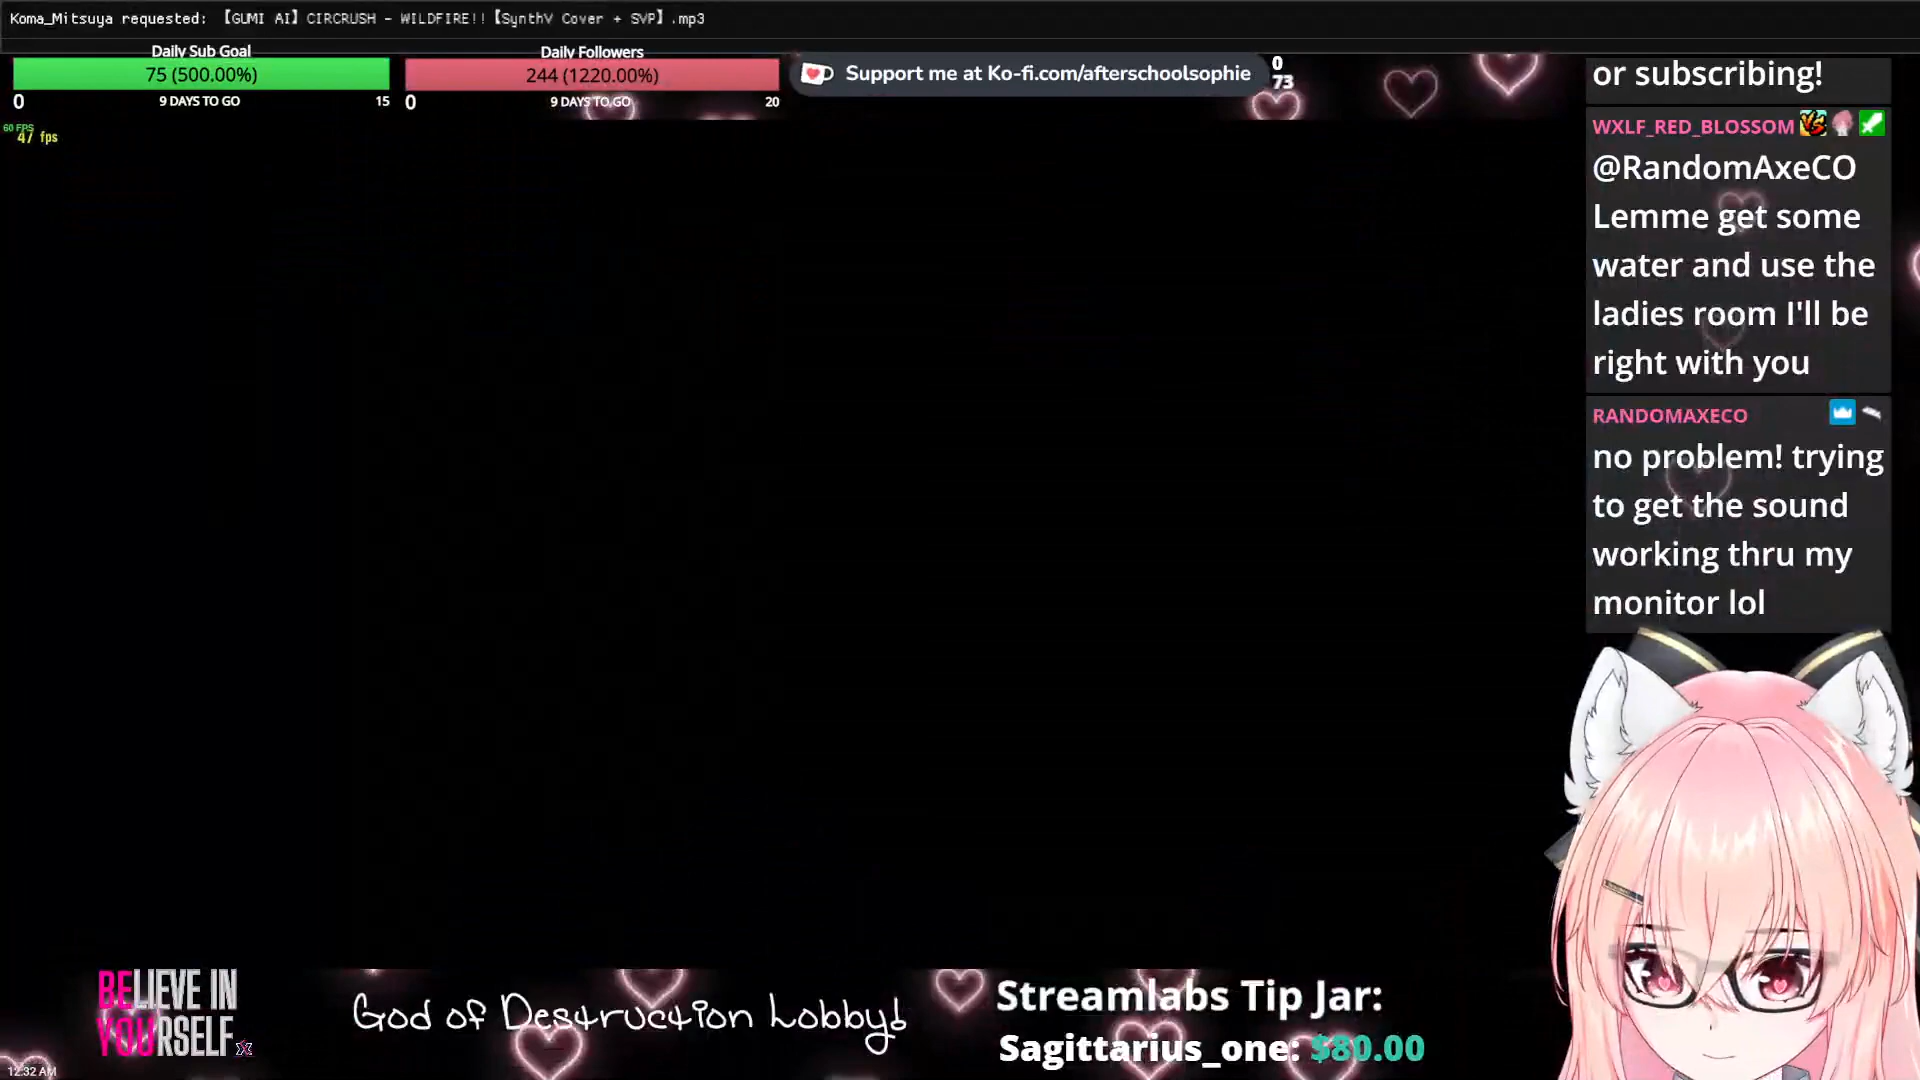 Koma_Mitsuya requested: 【GUMI AI】CIRCRUSH - WILDFIRE!!【SynthV Cover + SVP】.mp3
Daily Sub Goal
75 (500.00%)
0 9 DAYS TO GO 15
Daily Followers
244 (1220.00%)
0 9 DAYS TO GO 20
Support me at Ko-fi.com/afterschoolsophie
0
73
60 FPS
47 fps
or subscribing!
WXLF_RED_BLOSSOM
@RandomAxeCO
Lemme get some
water and use the
ladies room I'll be
right with you
RANDOMAXECO
no problem! trying
to get the sound
working thru my
monitor lol
BELIEVE IN
YOURSELF
God of Destruction Lobby!
Streamlabs Tip Jar:
Sagittarius_one: $80.00
12:32 AM